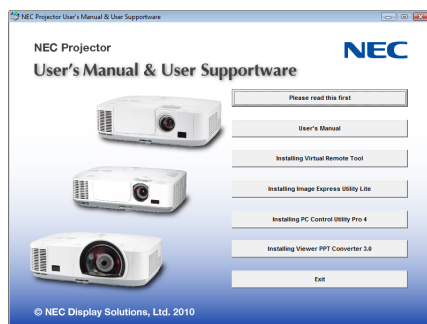 NEC Projector User's Manual & User Supportware
NEC Projector
NEC
User's Manual & User Supportware
Please read this first
User's Manual
Installing Virtual Remote Tool
Installing Image Express Utility Lite
Installing PC Control Utility Pro 4
Installing Viewer PPT Converter 3.0
Exit
© NEC Display Solutions, Ltd. 2010